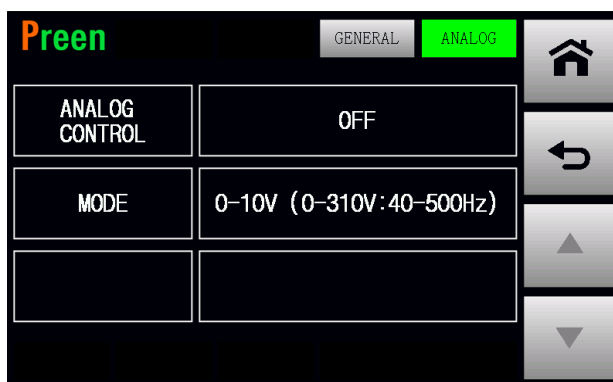 Preen
GENERAL
ANALOG
ANALOG
CONTROL
OFF
MODE
0-10V (0-310V:40-500Hz)